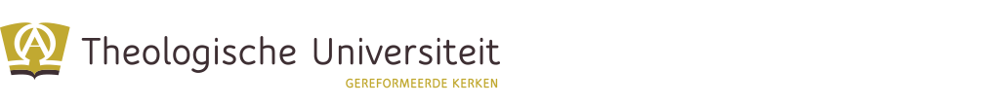 Theologische Universiteit
GEREFORMEERDE KERKEN